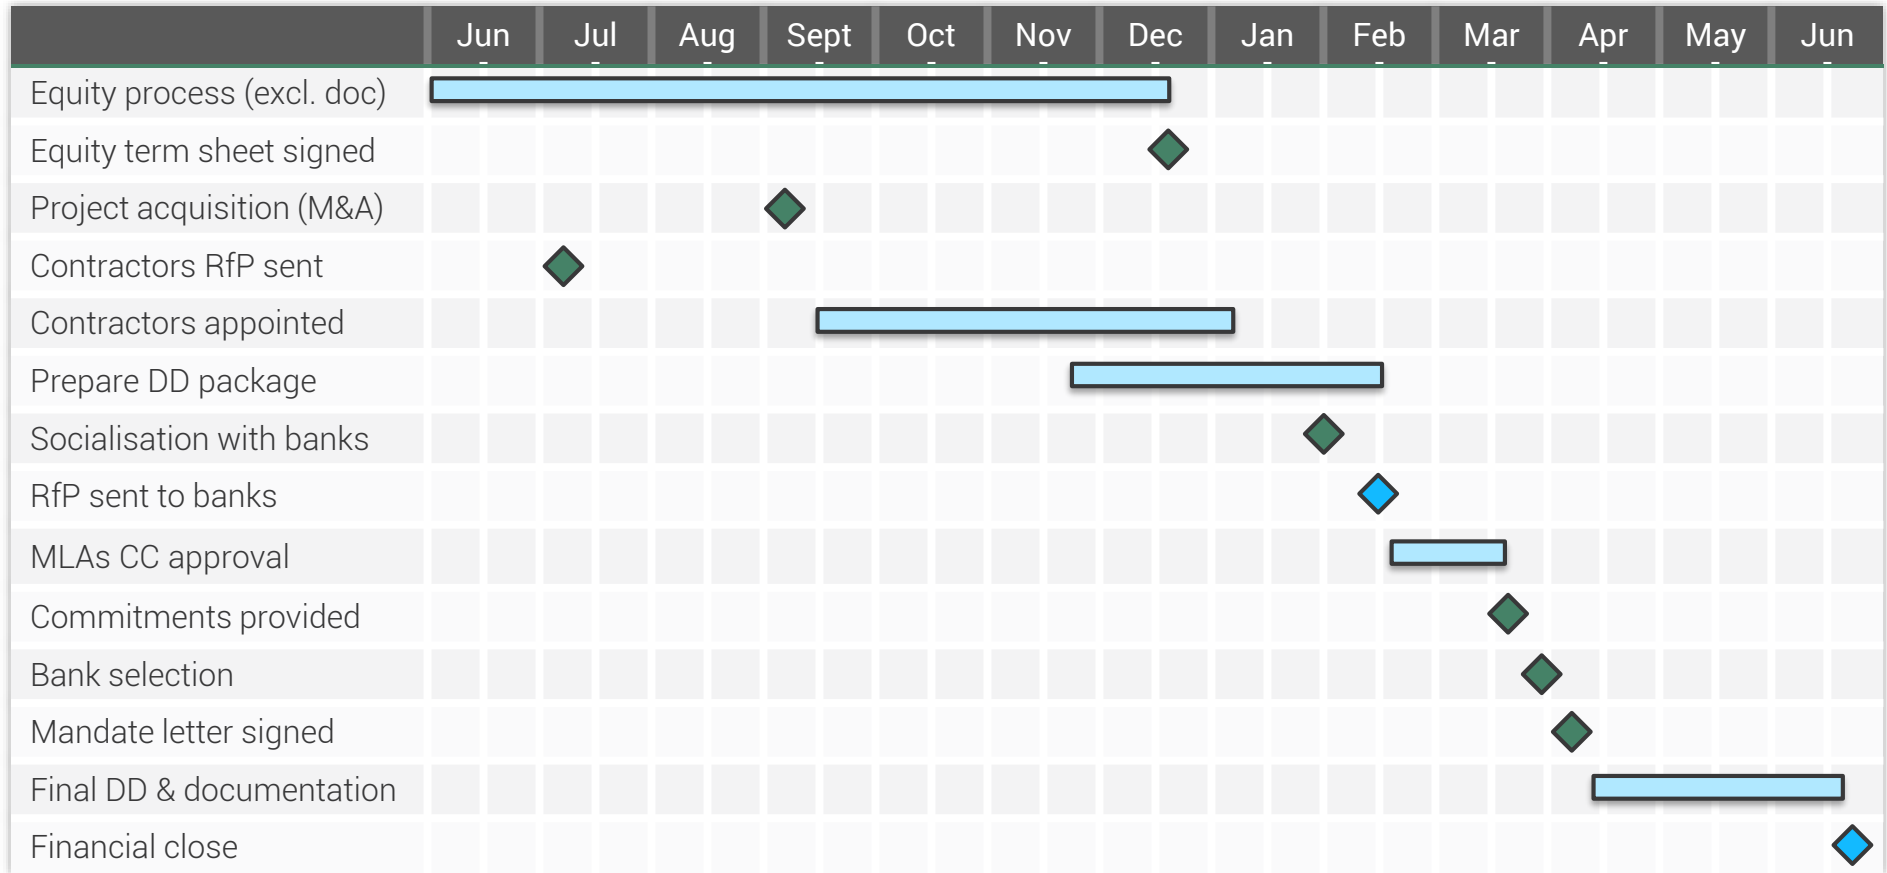 Jun Jul Aug Sept Oct Nov Dec Jan Feb Mar Apr May Jun
Equity process (excl. doc)
Equity term sheet signed
Project acquisition (M&A)
Contractors RfP sent
Contractors appointed
Prepare DD package
Socialisation with banks
RfP sent to banks
MLAs CC approval
Commitments provided
Bank selection
Mandate letter signed
Final DD & documentation
Financial close